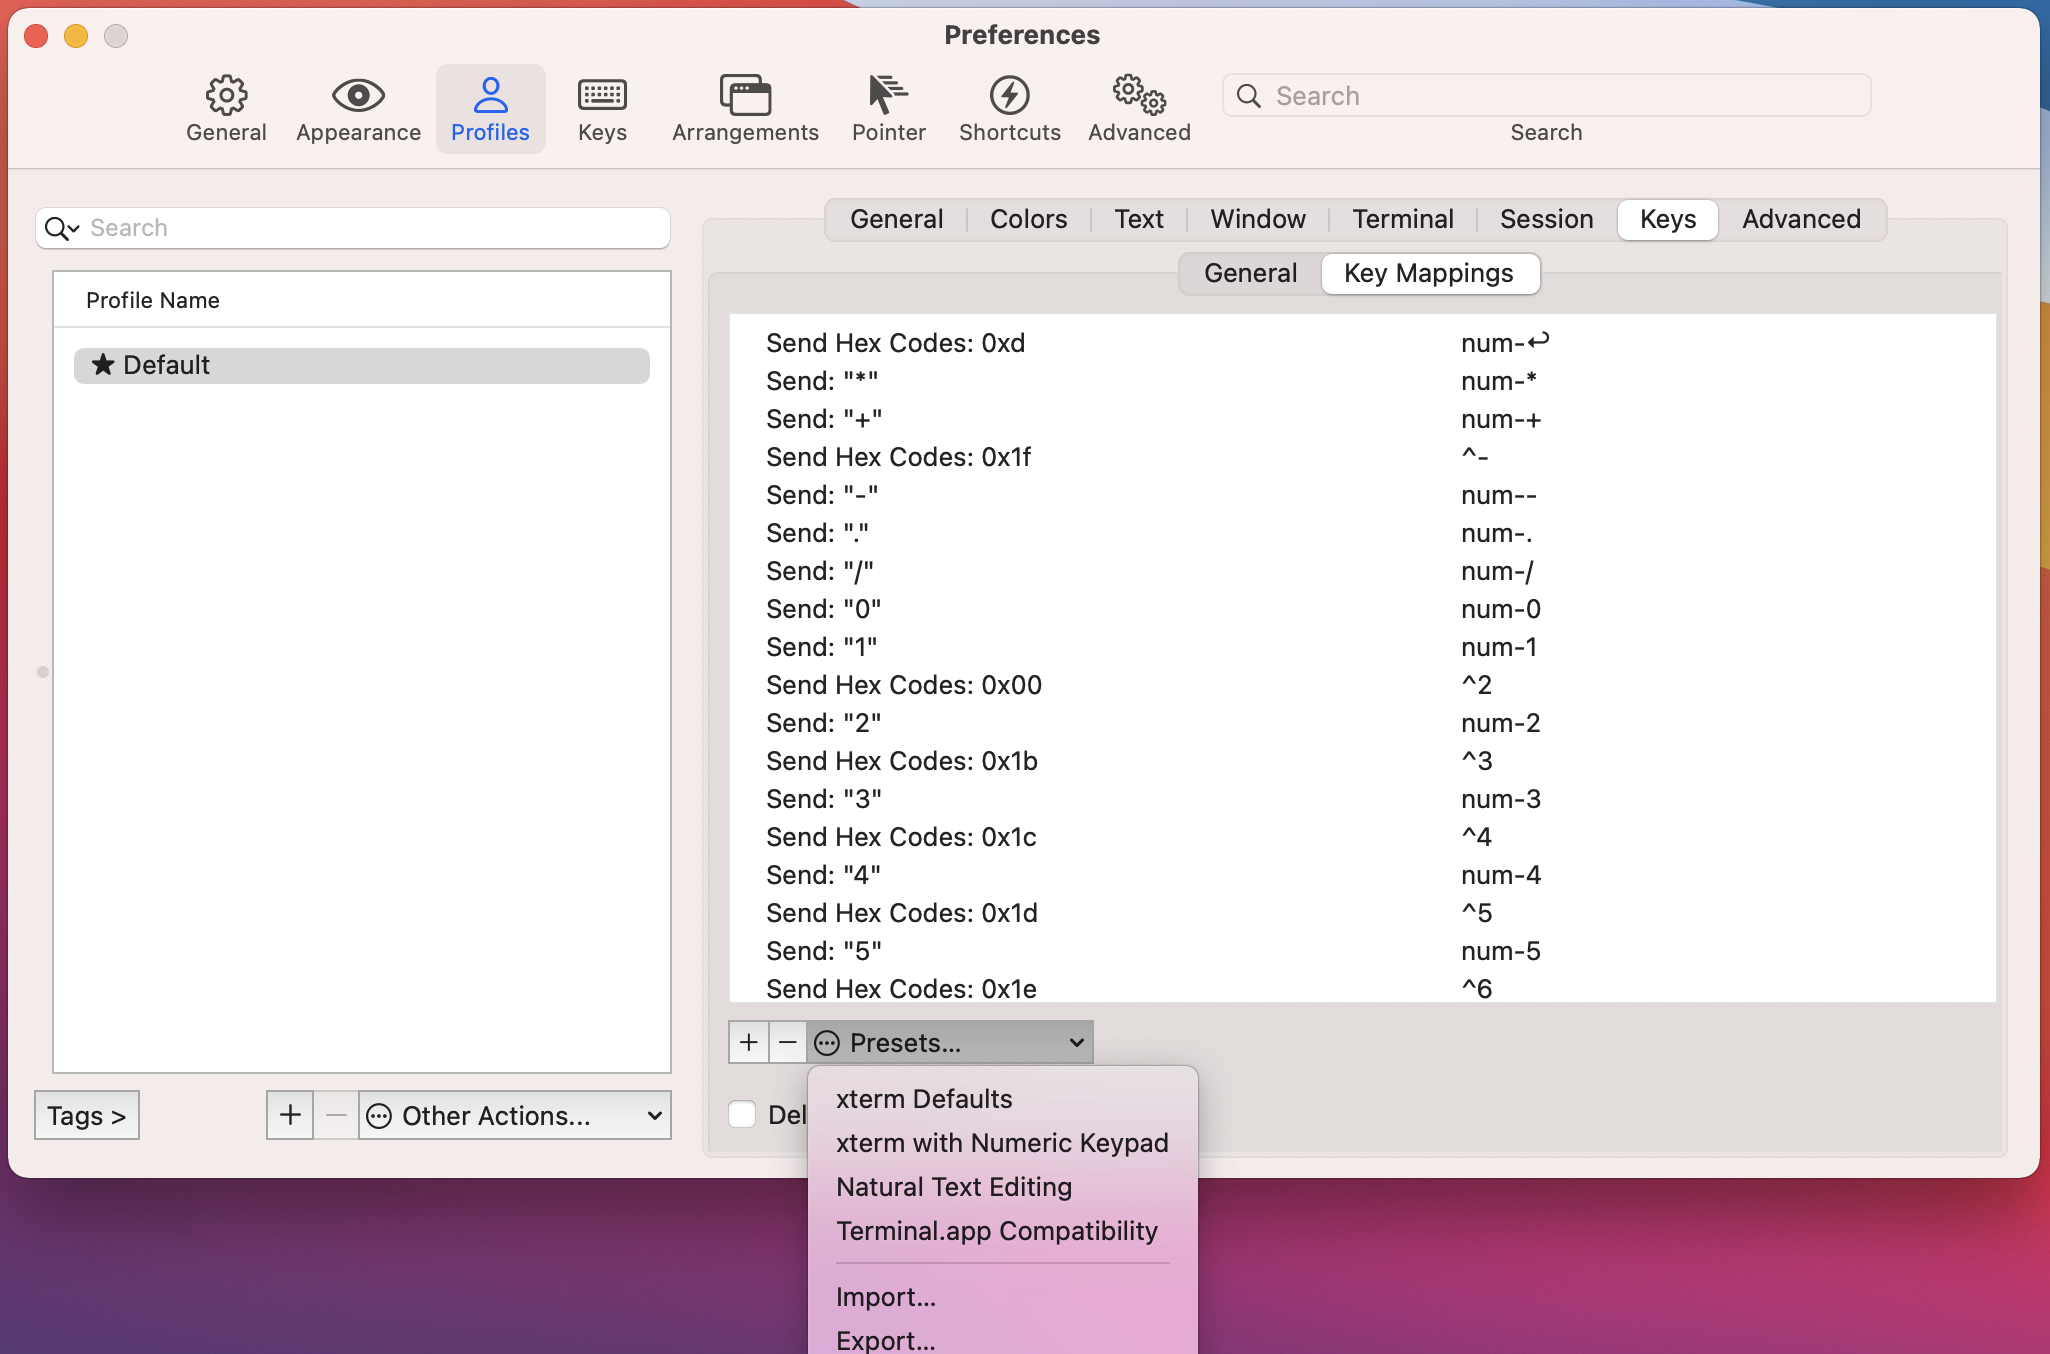 Preferences
General Appearance Profiles Keys Arrangements Pointer Shortcuts Advanced Search
Search
Search
Profile Name
★ Default
Tags >
+ − Other Actions...
General Colors Text Window Terminal Session Keys Advanced
General Key Mappings
Send Hex Codes: 0xd num-↩
Send: "*" num-*
Send: "+" num-+
Send Hex Codes: 0x1f ^-
Send: "-" num--
Send: "." num-.
Send: "/" num-/
Send: "0" num-0
Send: "1" num-1
Send Hex Codes: 0x00 ^2
Send: "2" num-2
Send Hex Codes: 0x1b ^3
Send: "3" num-3
Send Hex Codes: 0x1c ^4
Send: "4" num-4
Send Hex Codes: 0x1d ^5
Send: "5" num-5
Send Hex Codes: 0x1e ^6
+ − Presets...
Del
xterm Defaults
xterm with Numeric Keypad
Natural Text Editing
Terminal.app Compatibility
Import...
Export...